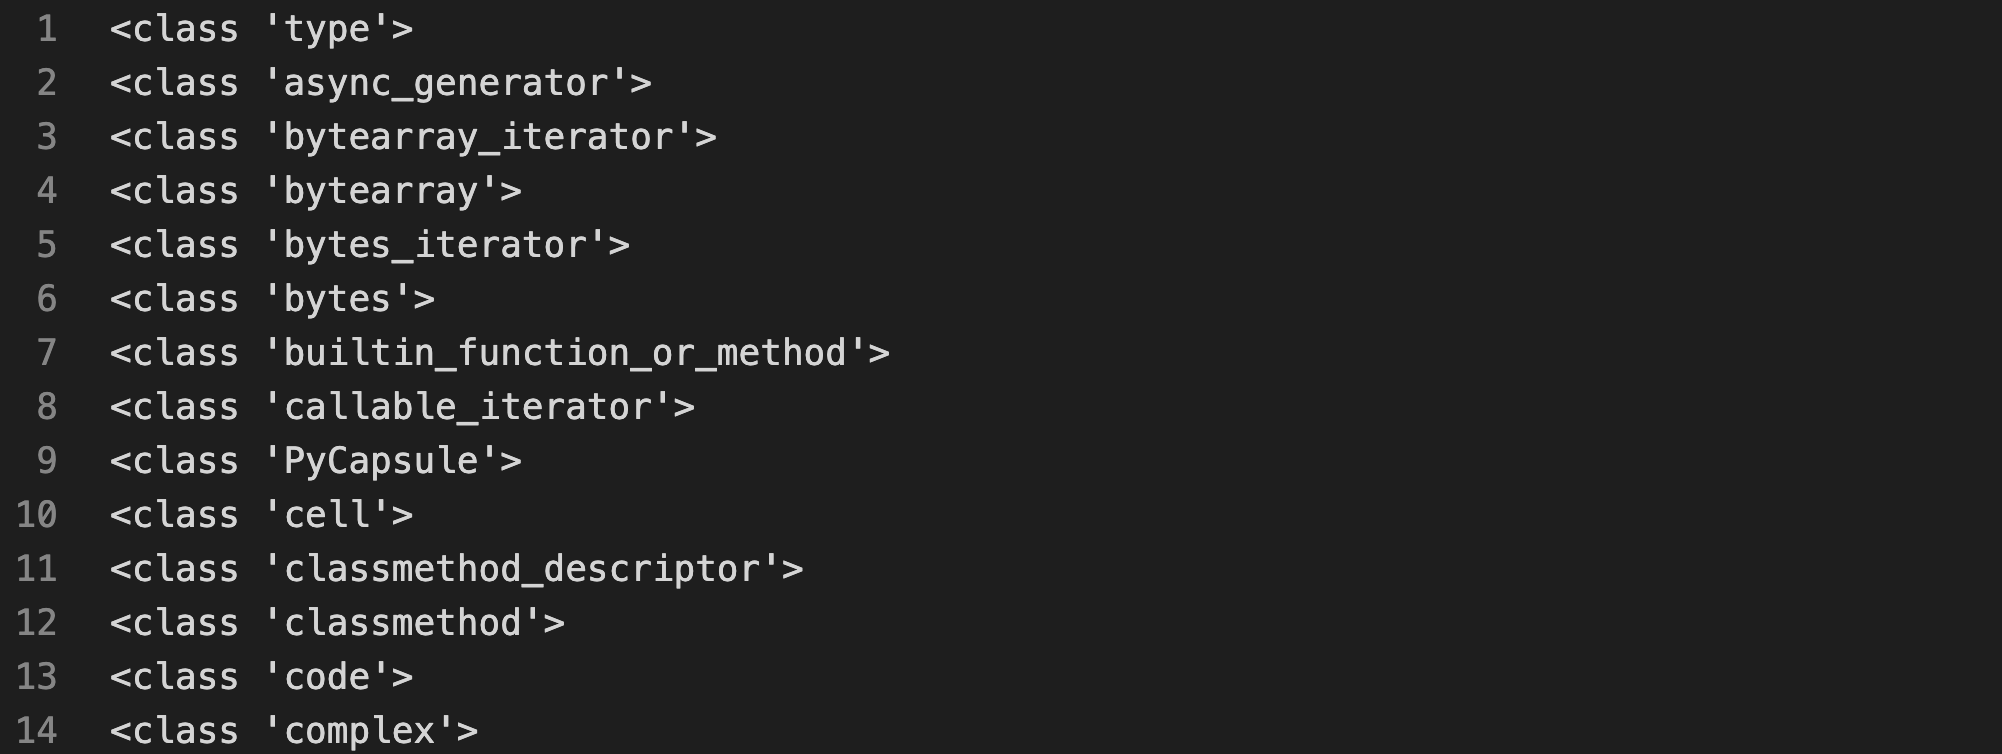 1 <class 'type'>
2 <class 'async_generator'>
3 <class 'bytearray_iterator'>
4 <class 'bytearray'>
5 <class 'bytes_iterator'>
6 <class 'bytes'>
7 <class 'builtin_function_or_method'>
8 <class 'callable_iterator'>
9 <class 'PyCapsule'>
10 <class 'cell'>
11 <class 'classmethod_descriptor'>
12 <class 'classmethod'>
13 <class 'code'>
14 <class 'complex'>